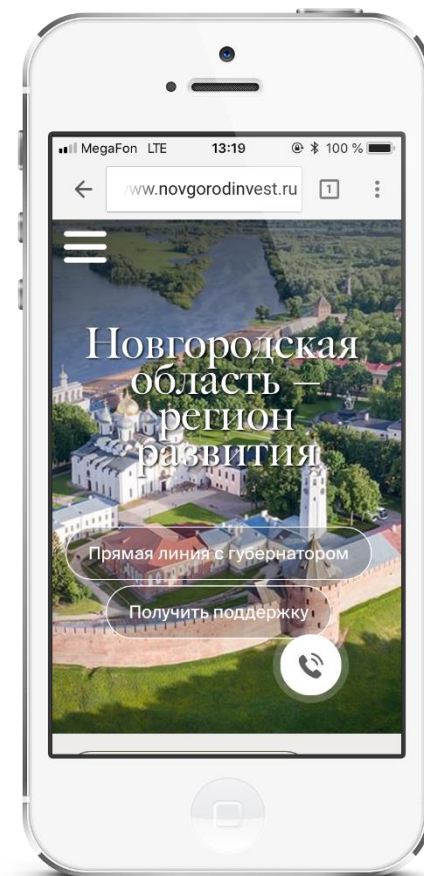 MegaFon LTE 13:19 100 %
/ww.novgorodinvest.ru 1
Новгородская
область —
регион
развития
Прямая линия с губернатором
Получить поддержку